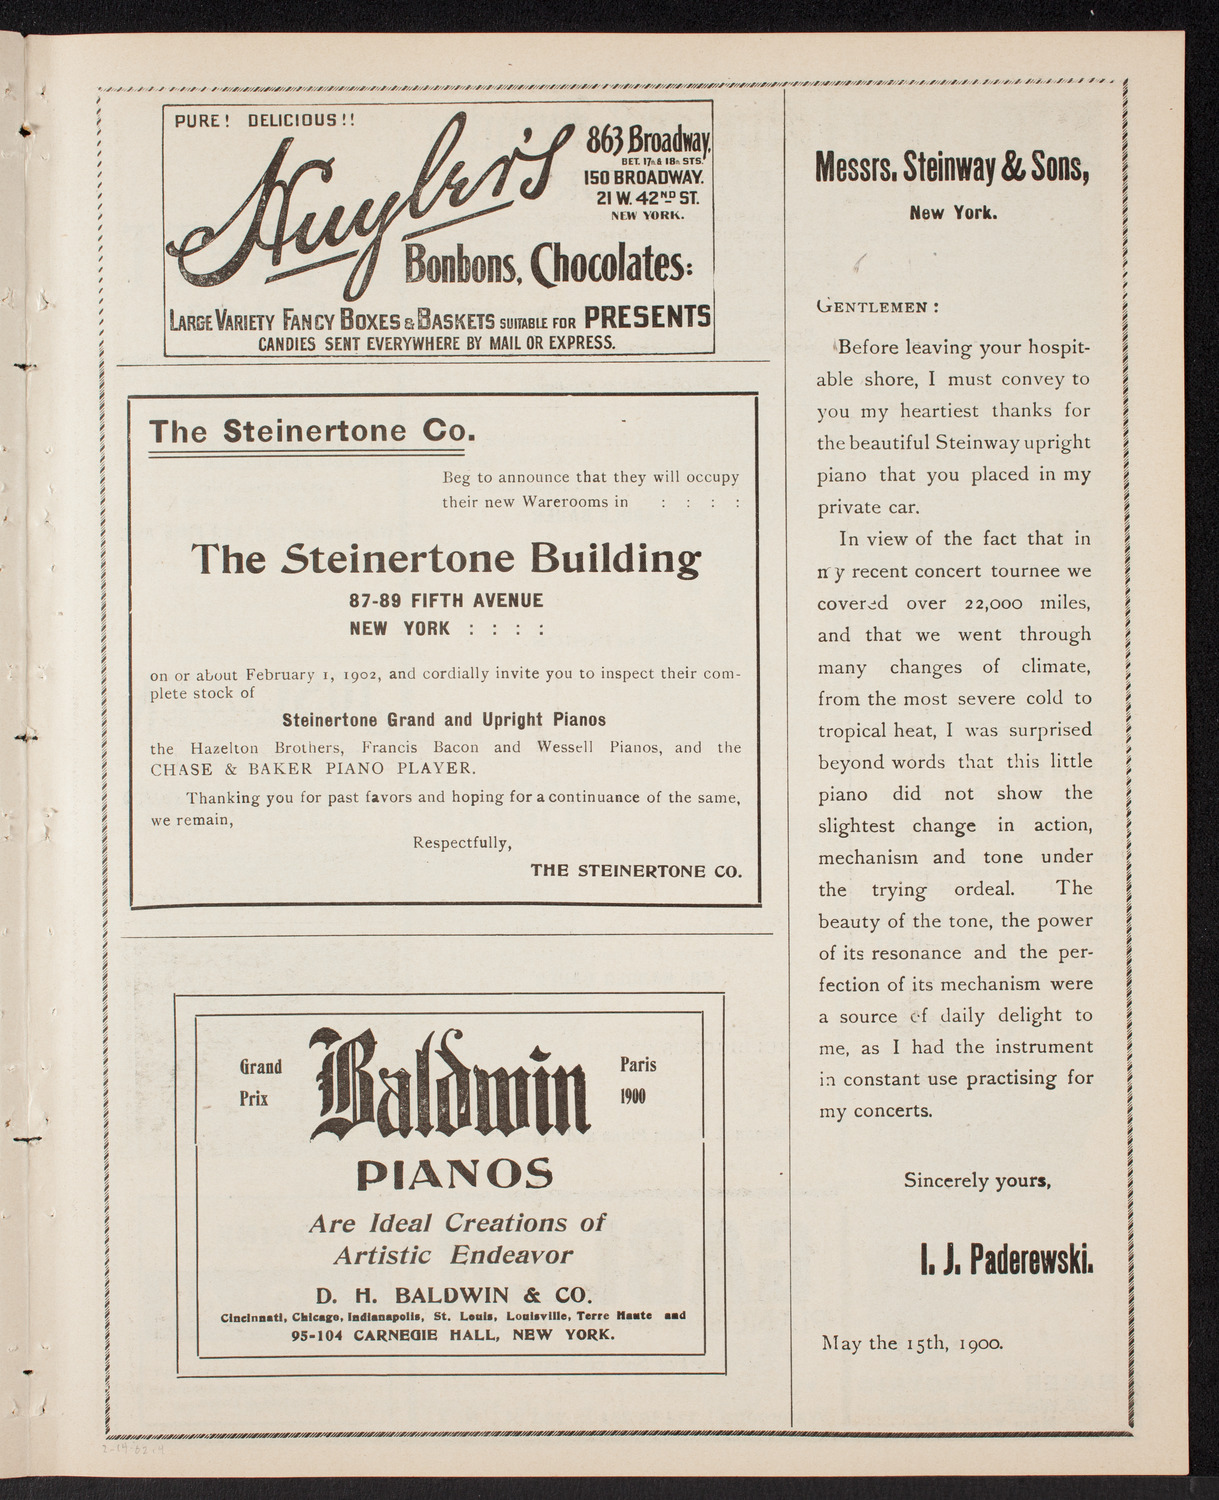 PURE! DELICIOUS!!
Huyler's
863 Broadway,
BET. 17th & 18th STS.
150 BROADWAY.
21 W. 42ND ST.
NEW YORK.
Bonbons, Chocolates:
LARGE VARIETY FANCY BOXES & BASKETS SUITABLE FOR PRESENTS
CANDIES SENT EVERYWHERE BY MAIL OR EXPRESS.
The Steinertone Co.
Beg to announce that they will occupy
their new Warerooms in : : : :
The Steinertone Building
87-89 FIFTH AVENUE
NEW YORK : : : :
on or about February 1, 1902, and cordially invite you to inspect their com-
plete stock of
Steinertone Grand and Upright Pianos
the Hazelton Brothers, Francis Bacon and Wessell Pianos, and the
CHASE & BAKER PIANO PLAYER.
Thanking you for past favors and hoping for a continuance of the same,
we remain,
Respectfully,
THE STEINERTONE CO.
Grand Prix
Baldwin
Paris 1900
PIANOS
Are Ideal Creations of
Artistic Endeavor
D. H. BALDWIN & CO.
Cincinnati, Chicago, Indianapolis, St. Louis, Louisville, Terre Haute and
95-104 CARNEGIE HALL, NEW YORK.
Messrs. Steinway & Sons,
New York.
GENTLEMEN:
Before leaving your hospit-
able shore, I must convey to
you my heartiest thanks for
the beautiful Steinway upright
piano that you placed in my
private car.
In view of the fact that in
my recent concert tournee we
covered over 22,000 miles,
and that we went through
many changes of climate,
from the most severe cold to
tropical heat, I was surprised
beyond words that this little
piano did not show the
slightest change in action,
mechanism and tone under
the trying ordeal. The
beauty of the tone, the power
of its resonance and the per-
fection of its mechanism were
a source of daily delight to
me, as I had the instrument
in constant use practising for
my concerts.
Sincerely yours,
I. J. Paderewski.
May the 15th, 1900.